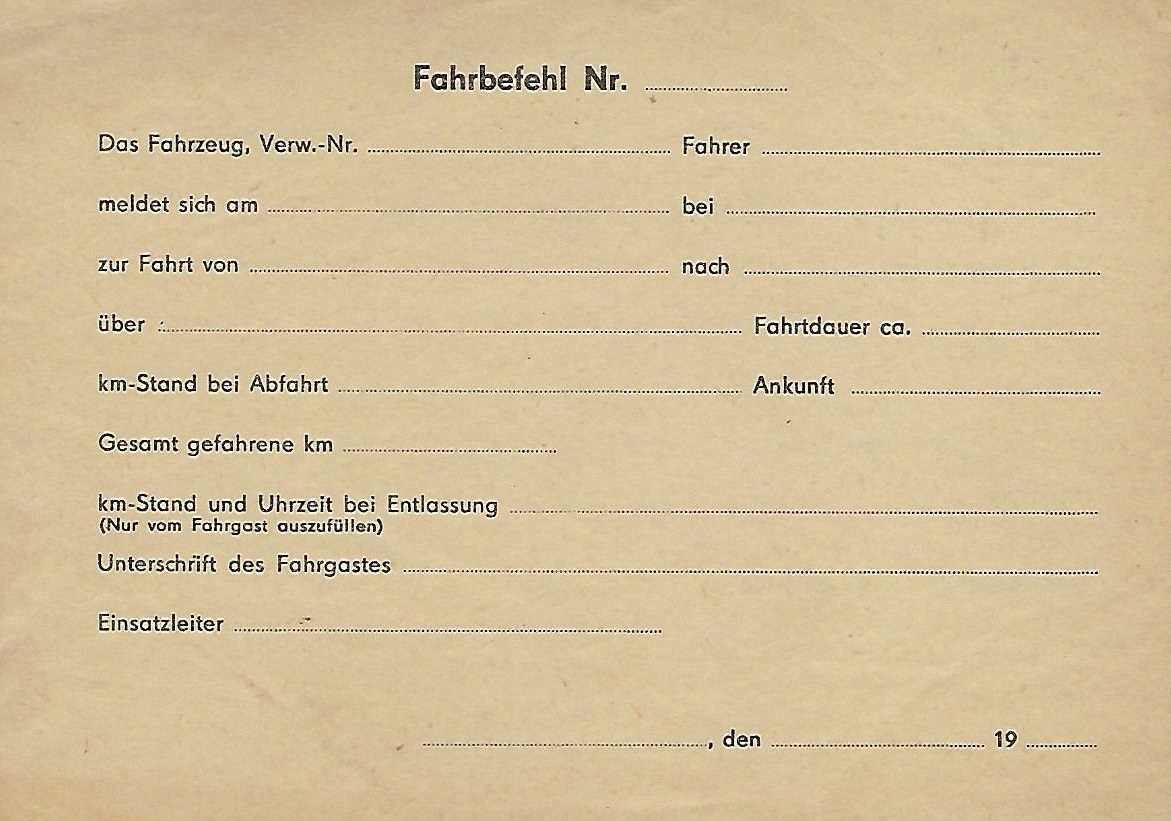 Fahrbefehl Nr.
Das Fahrzeug, Verw.-Nr. Fahrer
meldet sich am bei
zur Fahrt von nach
über Fahrtdauer ca.
km-Stand bei Abfahrt Ankunft
Gesamt gefahrene km
km-Stand und Uhrzeit bei Entlassung
(Nur vom Fahrgast auszufüllen)
Unterschrift des Fahrgastes
Einsatzleiter
, den 19